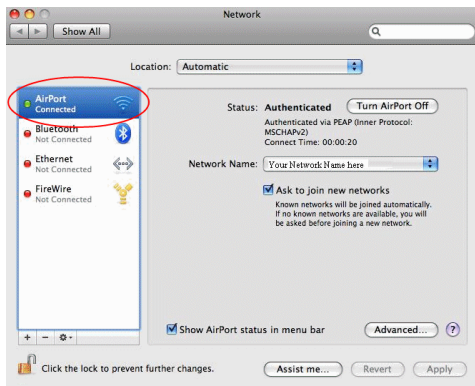 Network
Show All
Location: Automatic
AirPort
Connected
Bluetooth
Not Connected
Ethernet
Not Connected
FireWire
Not Connected
Status: Authenticated Turn AirPort Off
Authenticated via PEAP (Inner Protocol:
MSCHAPv2)
Connect Time: 00:00:20
Network Name: Your Network Name here
Ask to join new networks
Known networks will be joined automatically.
If no known networks are available, you will
be asked before joining a new network.
Show AirPort status in menu bar Advanced... ?
+ −
Click the lock to prevent further changes. Assist me... Revert Apply